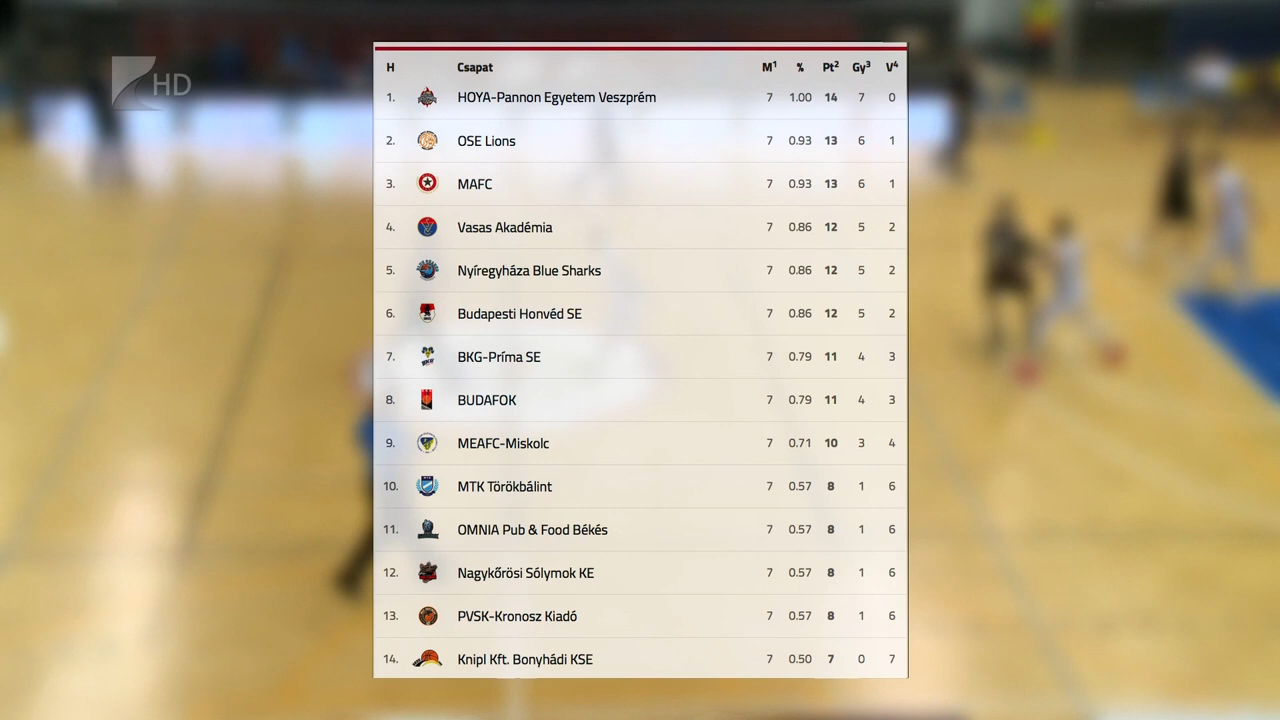 HD
H Csapat M¹ % Pt² Gy³ V⁴
1. HOYA-Pannon Egyetem Veszprém 7 1.00 14 7 0
2. OSE Lions 7 0.93 13 6 1
3. MAFC 7 0.93 13 6 1
4. Vasas Akadémia 7 0.86 12 5 2
5. Nyíregyháza Blue Sharks 7 0.86 12 5 2
6. Budapesti Honvéd SE 7 0.86 12 5 2
7. BKG-Príma SE 7 0.79 11 4 3
8. BUDAFOK 7 0.79 11 4 3
9. MEAFC-Miskolc 7 0.71 10 3 4
10. MTK Törökbálint 7 0.57 8 1 6
11. OMNIA Pub & Food Békés 7 0.57 8 1 6
12. Nagykőrösi Sólymok KE 7 0.57 8 1 6
13. PVSK-Kronosz Kiadó 7 0.57 8 1 6
14. Knipl Kft. Bonyhádi KSE 7 0.50 7 0 7